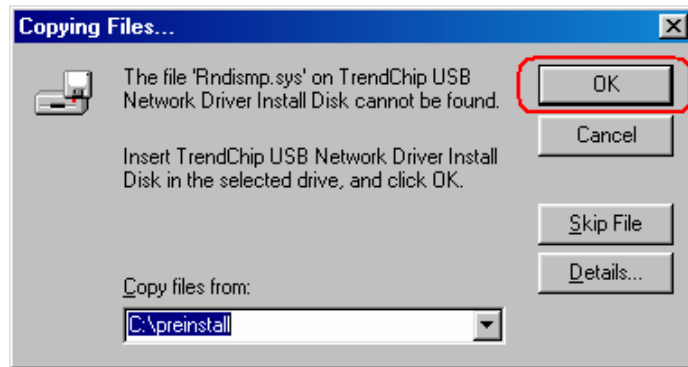 Copying Files...
The file 'Rndismp.sys' on TrendChip USB
Network Driver Install Disk cannot be found.
Insert TrendChip USB Network Driver Install
Disk in the selected drive, and click OK.
Copy files from:
C:\preinstall
OK
Cancel
Skip File
Details...